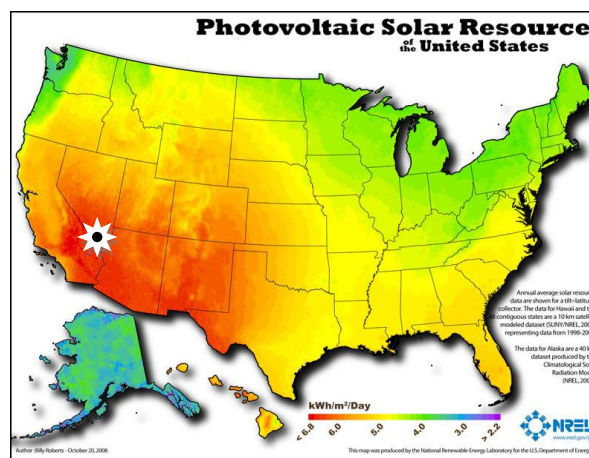 Photovoltaic Solar Resource
of the United States
Annual average solar resou
data are shown for a tilt=latitu
collector. The data for Hawaii and t
contiguous states are a 10 km satell
modeled dataset (SUNY/NREL, 200
representing data from 1998-20
The data for Alaska are a 40 k
dataset produced by t
Climatological So
Radiation Mod
(NREL, 200
kWh/m²/Day
< 6.8 6.0 5.0 4.0 3.0 > 2.2
NREL
www.nrel.gov
Author : Billy Roberts - October 20, 2008
This map was produced by the National Renewable Energy Laboratory for the U.S. Department of Energ